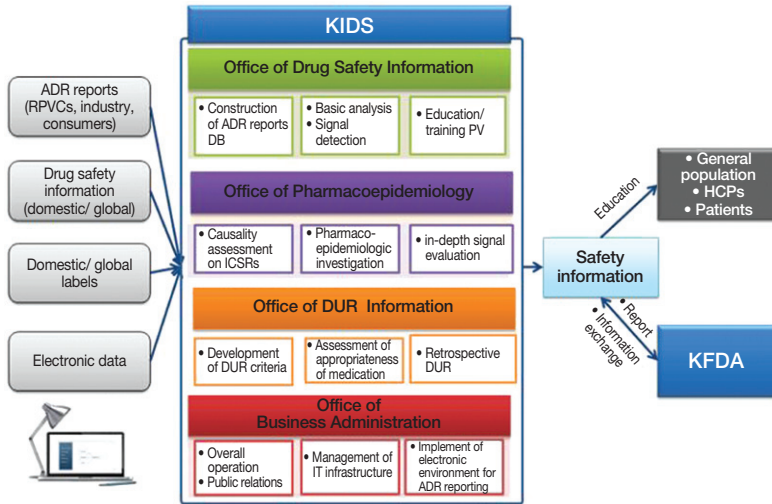 KIDS
ADR reports
(RPVCs, industry,
consumers)
Drug safety
information
(domestic/ global)
Domestic/ global
labels
Electronic data
Office of Drug Safety Information
• Construction
of ADR reports
DB
• Basic analysis
• Signal
detection
• Education/
training PV
Office of Pharmacoepidemiology
• Causality
assessment
on ICSRs
• Pharmaco-
epidemiologic
investigation
• in-depth signal
evaluation
Office of DUR Information
• Development
of DUR criteria
• Assessment of
appropriateness
of medication
• Retrospective
DUR
Office of
Business Administration
• Overall
operation
• Public relations
• Management of
IT infrastructure
• Implement of
electronic
environment for
ADR reporting
Safety
information
Education
• General
population
• HCPs
• Patients
• Report
• Information
exchange
KFDA